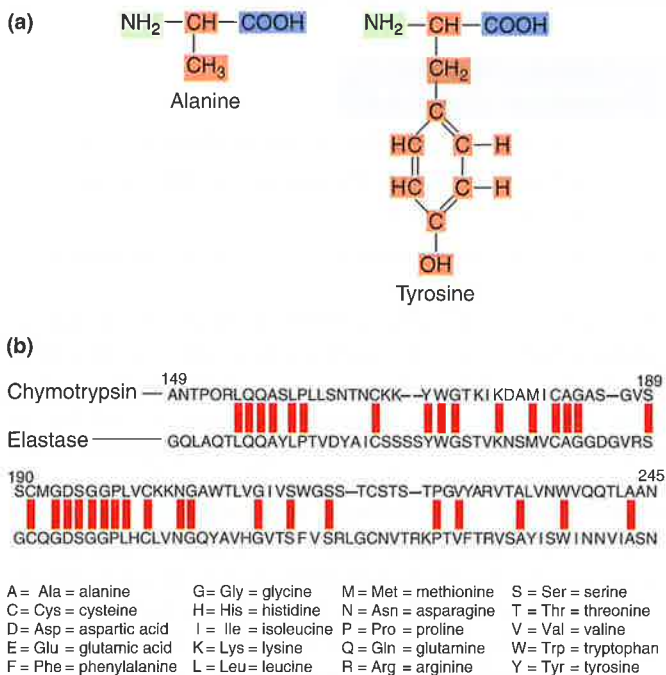 (a)
NH₂—CH—COOH
CH₃
Alanine
NH₂—CH—COOH
CH₂
C
HC C—H
HC C—H
C
OH
Tyrosine
(b)
149 189
Chymotrypsin — ANTPORLQQASLPLLSNTNCKK--YWGTKIKDAMICAGAS—GVS
Elastase — GQLAQTLQQAYLPTVDYAICSSSSYWGSTVKNSMVCAGGDGVRS
190 245
SCMGDSGGPLVCKKNGAWTLVGIVSWGSS—TCSTS—TPGVYARVTALVNWVQQTLAAN
GCQGDSGGPLHCLVNGQYAVHGVTSFVSRLGCNVTRKPTVFTRVSAYISWINNVIASN
A = Ala = alanine G = Gly = glycine M = Met = methionine S = Ser = serine
C = Cys = cysteine H = His = histidine N = Asn = asparagine T = Thr = threonine
D = Asp = aspartic acid I = Ile = isoleucine P = Pro = proline V = Val = valine
E = Glu = glutamic acid K = Lys = lysine Q = Gln = glutamine W = Trp = tryptophan
F = Phe = phenylalanine L = Leu = leucine R = Arg = arginine Y = Tyr = tyrosine